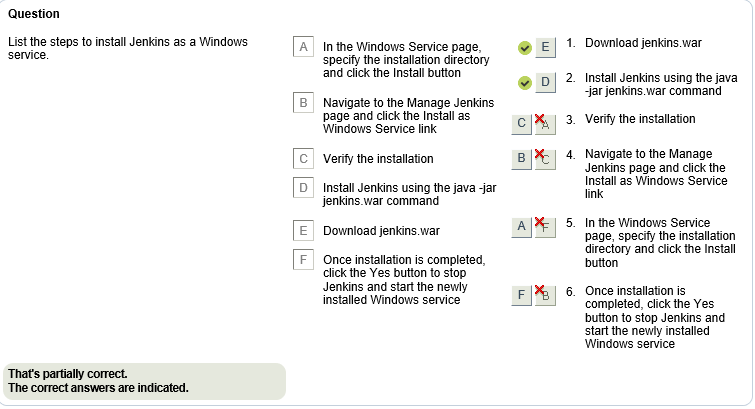 Question
List the steps to install Jenkins as a Windows
service.
A
In the Windows Service page,
specify the installation directory
and click the Install button
B
Navigate to the Manage Jenkins
page and click the Install as
Windows Service link
C
Verify the installation
D
Install Jenkins using the java -jar
jenkins.war command
E
Download jenkins.war
F
Once installation is completed,
click the Yes button to stop
Jenkins and start the newly
installed Windows service
E 1. Download jenkins.war
D 2. Install Jenkins using the java
-jar jenkins.war command
C A 3. Verify the installation
B C 4. Navigate to the Manage
Jenkins page and click the
Install as Windows Service
link
A F 5. In the Windows Service
page, specify the installation
directory and click the Install
button
F B 6. Once installation is
completed, click the Yes
button to stop Jenkins and
start the newly installed
Windows service
That's partially correct.
The correct answers are indicated.